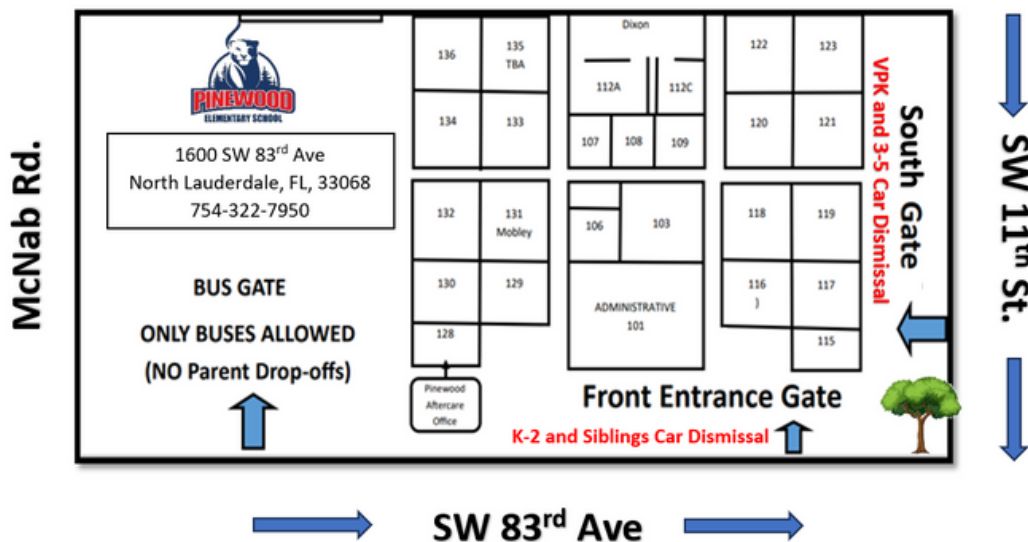 PINEWOOD
ELEMENTARY SCHOOL
1600 SW 83rd Ave
North Lauderdale, FL, 33068
754-322-7950
McNab Rd.
BUS GATE
ONLY BUSES ALLOWED
(NO Parent Drop-offs)
136
135
TBA
134
133
132
131
Mobley
130
129
128
Pinewood
Aftercare
Office
Dixon
112A
112C
107
108
109
106
103
ADMINISTRATIVE
101
122
123
120
121
118
119
116
)
117
115
Front Entrance Gate
K-2 and Siblings Car Dismissal
VPK and 3-5 Car Dismissal
South Gate
SW 11th St.
SW 83rd Ave